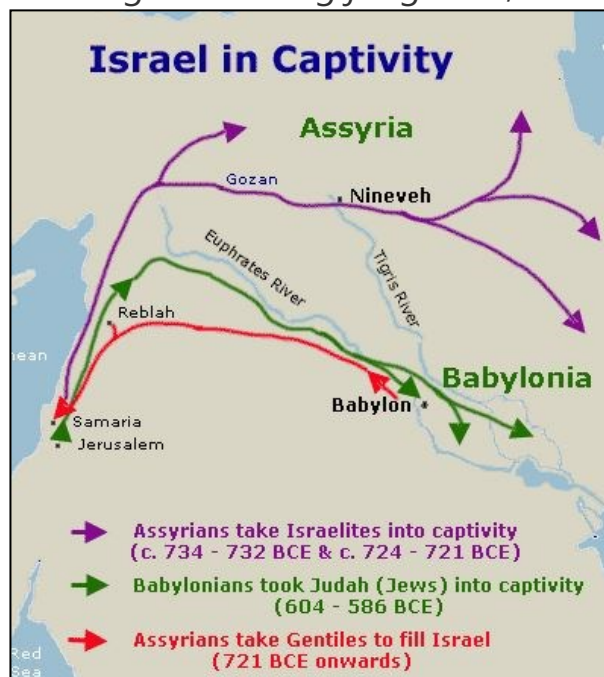 Israel in Captivity
Assyria
Gozan
Nineveh
Euphrates River
Tigris River
Reblah
nean
Babylonia
Babylon
Samaria
Jerusalem
Assyrians take Israelites into captivity
(c. 734 - 732 BCE & c. 724 - 721 BCE)
Babylonians took Judah (Jews) into captivity
(604 - 586 BCE)
Assyrians take Gentiles to fill Israel
(721 BCE onwards)
Red
Sea